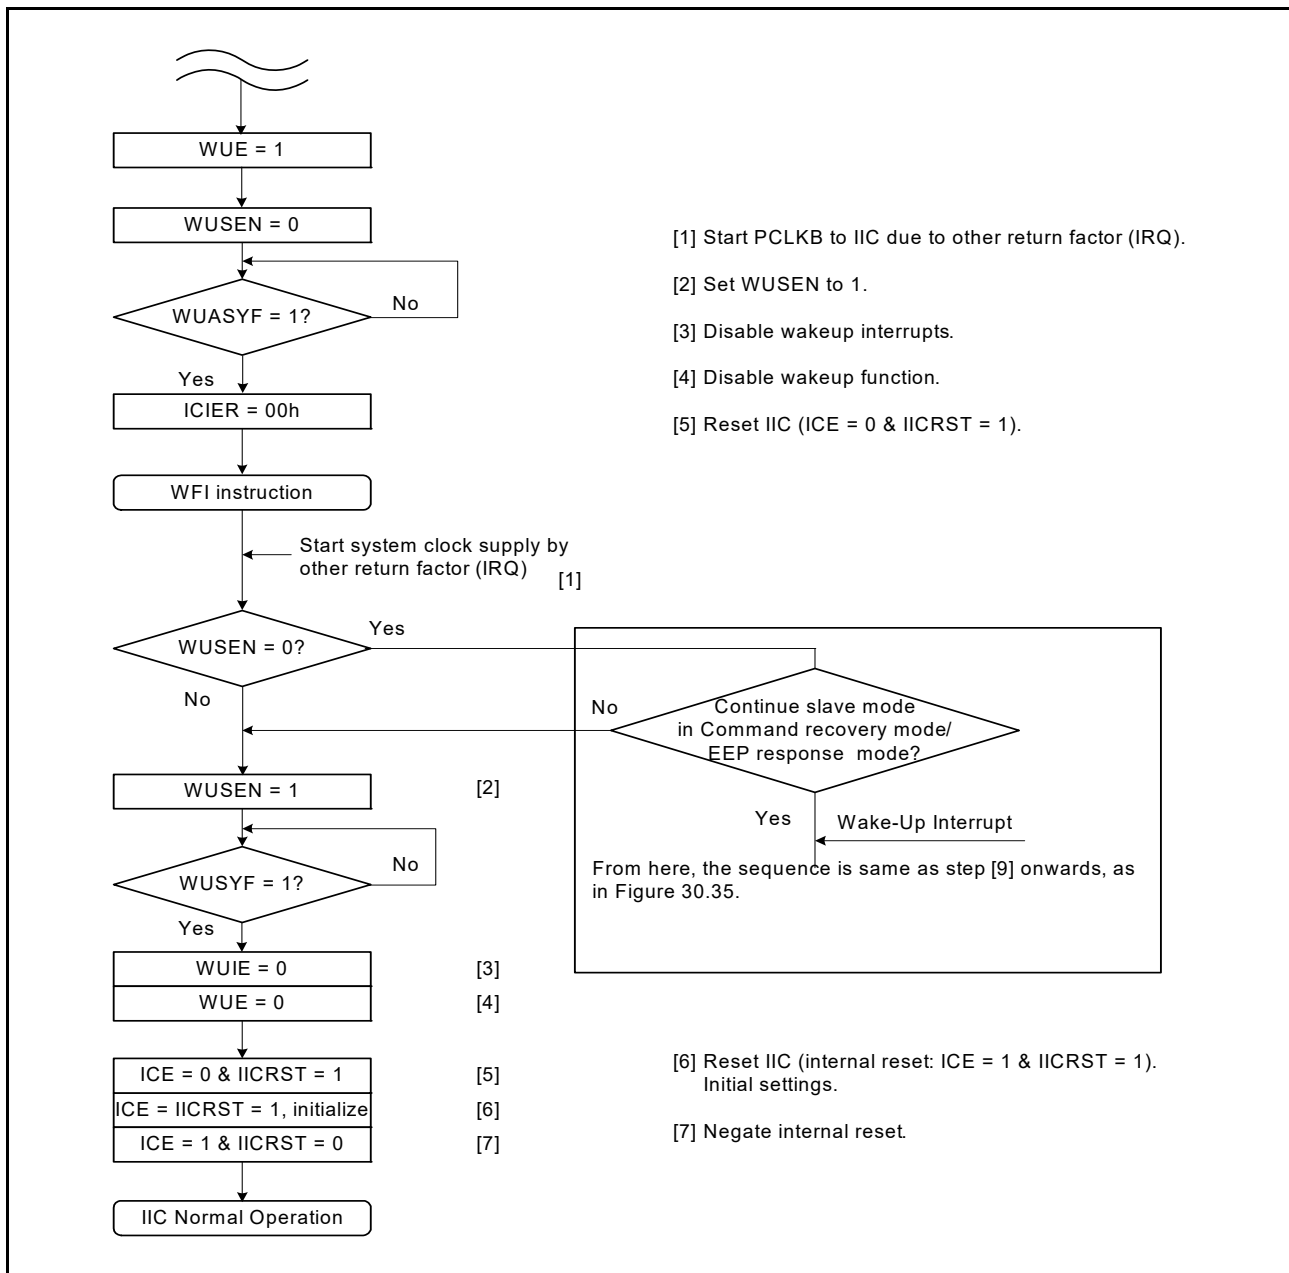 WUE = 1
WUSEN = 0
WUASYF = 1?
No
Yes
ICIER = 00h
WFI instruction
Start system clock supply by
other return factor (IRQ)
[1]
[1] Start PCLKB to IIC due to other return factor (IRQ).
[2] Set WUSEN to 1.
[3] Disable wakeup interrupts.
[4] Disable wakeup function.
[5] Reset IIC (ICE = 0 & IICRST = 1).
WUSEN = 0?
Yes
No
Continue slave mode
in Command recovery mode/
EEP response mode?
No
Yes
Wake-Up Interrupt
From here, the sequence is same as step [9] onwards, as
in Figure 30.35.
WUSEN = 1
[2]
WUSYF = 1?
No
Yes
WUIE = 0
[3]
WUE = 0
[4]
ICE = 0 & IICRST = 1
[5]
ICE = IICRST = 1, initialize
[6]
ICE = 1 & IICRST = 0
[7]
[6] Reset IIC (internal reset: ICE = 1 & IICRST = 1).
Initial settings.
[7] Negate internal reset.
IIC Normal Operation